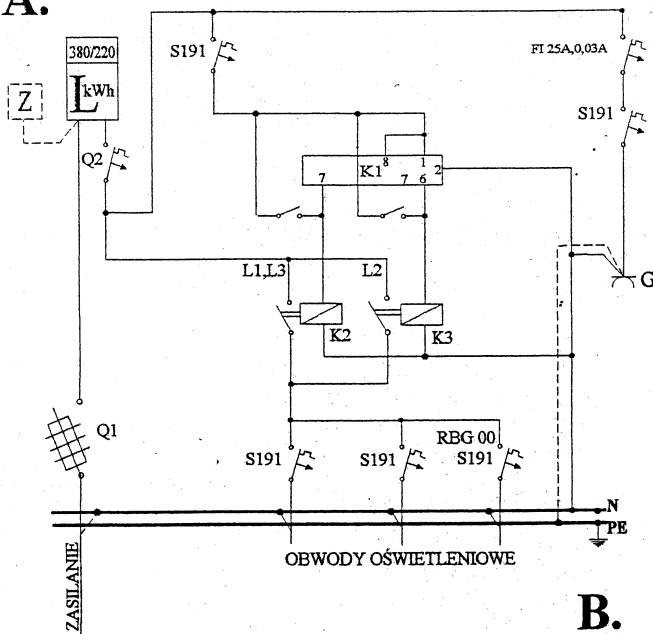 A.
380/220
L kWh
Z
Q2
S191
FI 25A,0,03A
S191
K1
8
1
2
7
7
6
L1,L3
L2
G
K2
K3
Q1
RBG 00
S191
S191
S191
N
PE
ZASILANIE
OBWODY OŚWIETLENIOWE
B.